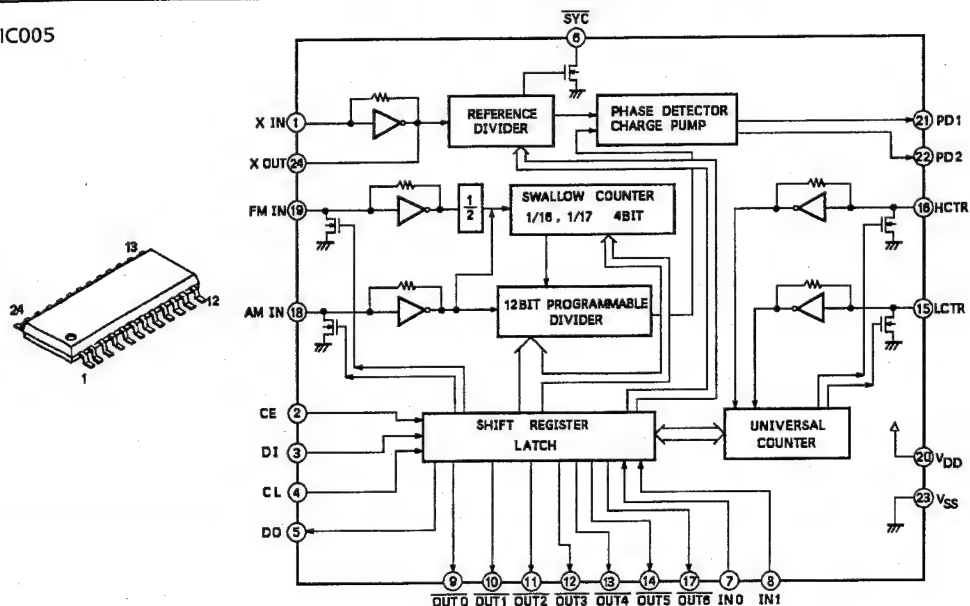 IC005
SYC
6
X IN 1
REFERENCE
DIVIDER
PHASE DETECTOR
CHARGE PUMP
21 PD1
X OUT 24
22 PD2
FM IN 19
1/2
SWALLOW COUNTER
1/16, 1/17 4BIT
16 HCTR
13
24
12
1
AM IN 18
12BIT PROGRAMMABLE
DIVIDER
15 LCTR
CE 2
DI 3
CL 4
DO 5
SHIFT REGISTER
LATCH
UNIVERSAL
COUNTER
20 VDD
23 VSS
9 10 11 12 13 14 17 7 8
OUT0 OUT1 OUT2 OUT3 OUT4 OUT5 OUT6 IN0 IN1